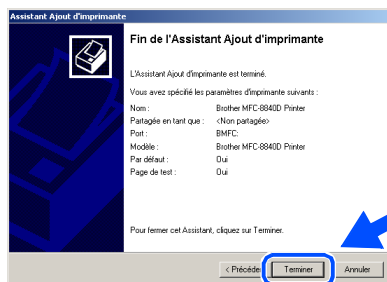 Assistant Ajout d'imprimante
Fin de l'Assistant Ajout d'imprimante
L'Assistant Ajout d'imprimante est terminé.
Vous avez spécifié les paramètres d'imprimante suivants :
Nom : Brother MFC-8840D Printer
Partagée en tant que : <Non partagée>
Port : BMFC:
Modèle : Brother MFC-8840D Printer
Par défaut : Oui
Page de test : Oui
Pour fermer cet Assistant, cliquez sur Terminer.
< Précéde Terminer Annuler